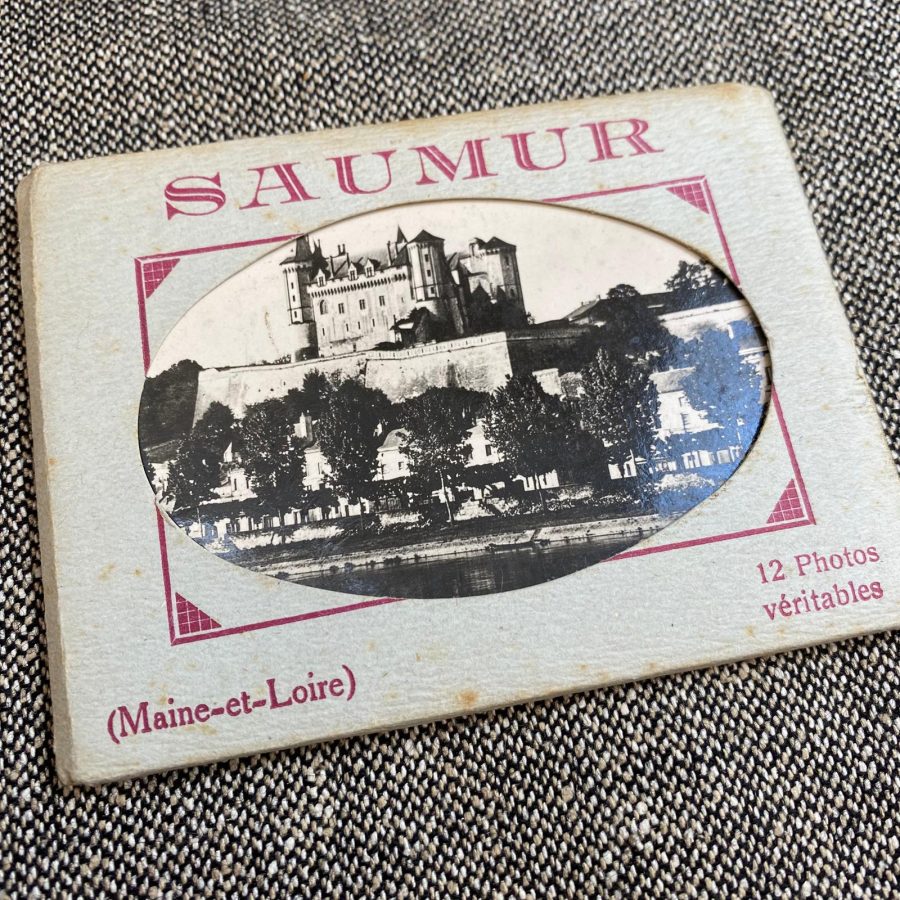 SAUMUR
12 Photos
véritables
(Maine-et-Loire)